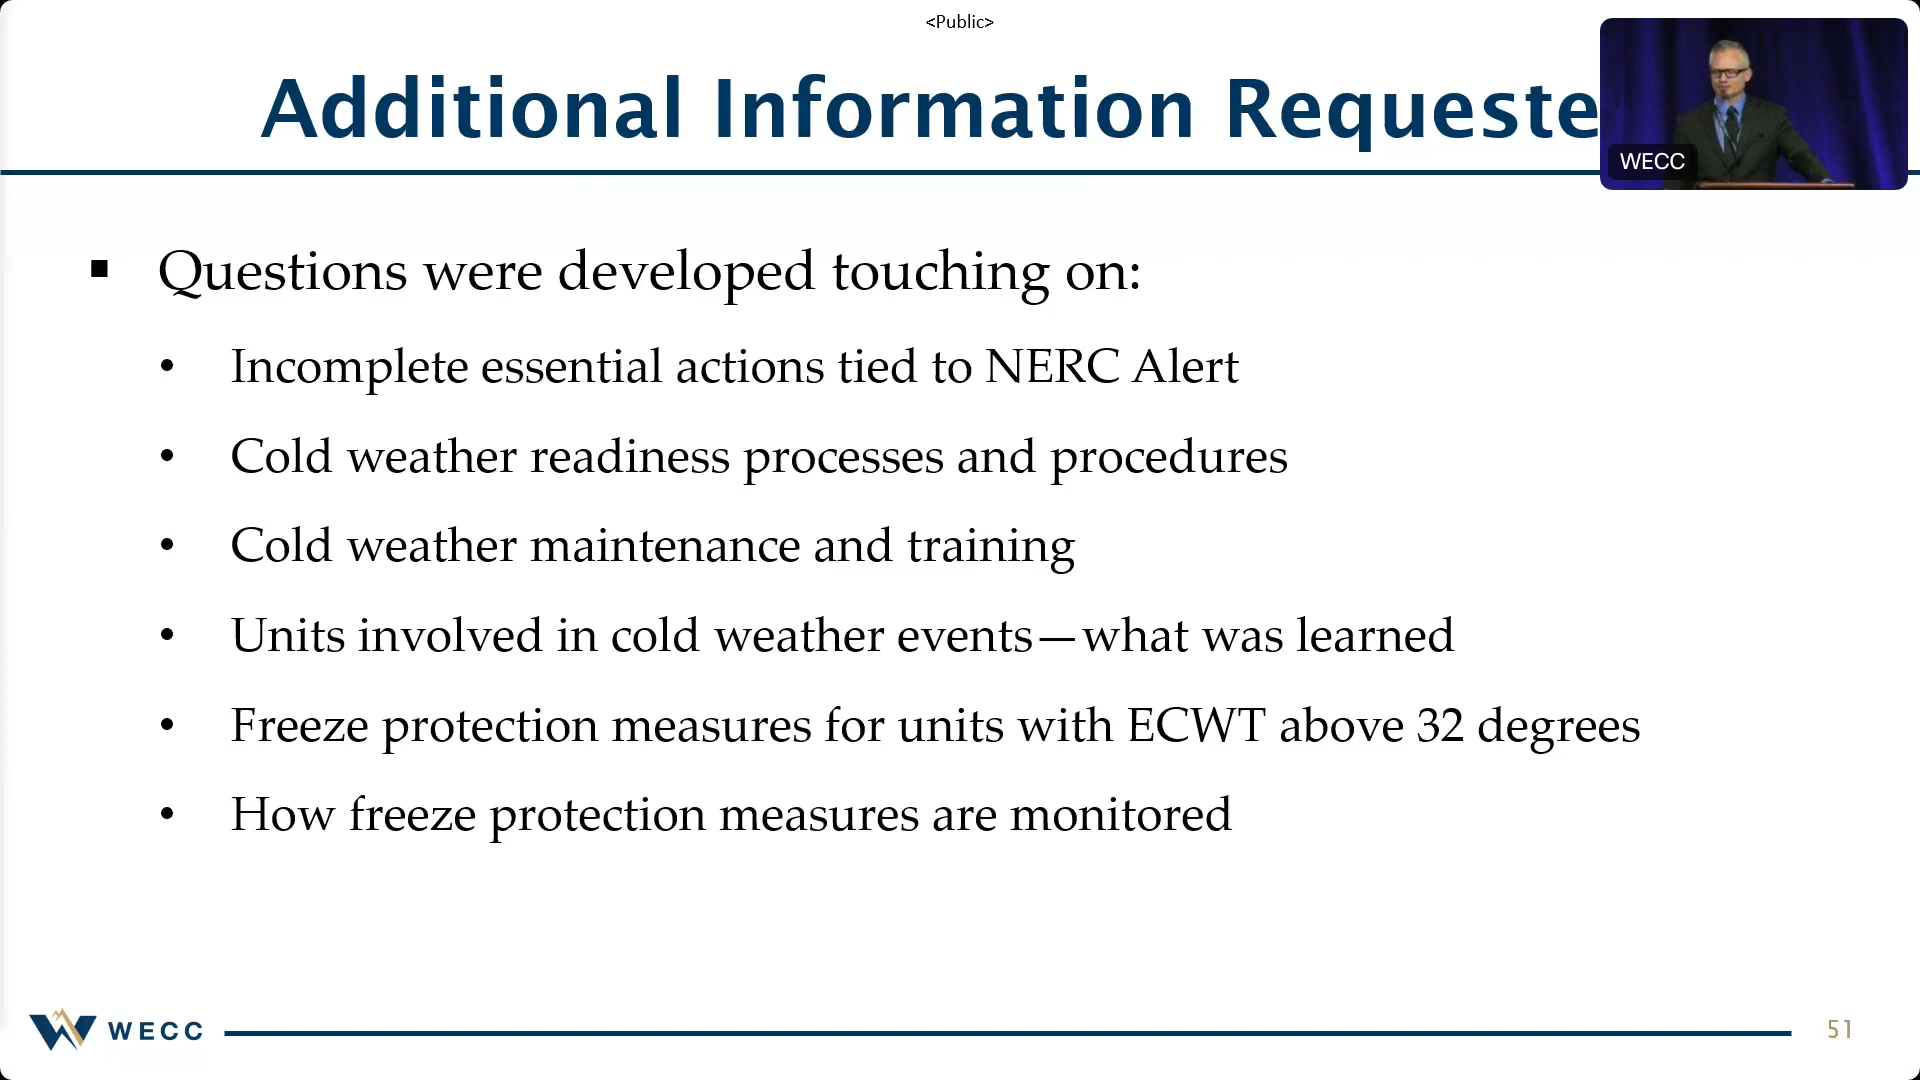 <Public>
Additional Information Requeste
WECC
Questions were developed touching on:
Incomplete essential actions tied to NERC Alert
Cold weather readiness processes and procedures
Cold weather maintenance and training
Units involved in cold weather events—what was learned
Freeze protection measures for units with ECWT above 32 degrees
How freeze protection measures are monitored
WECC
51